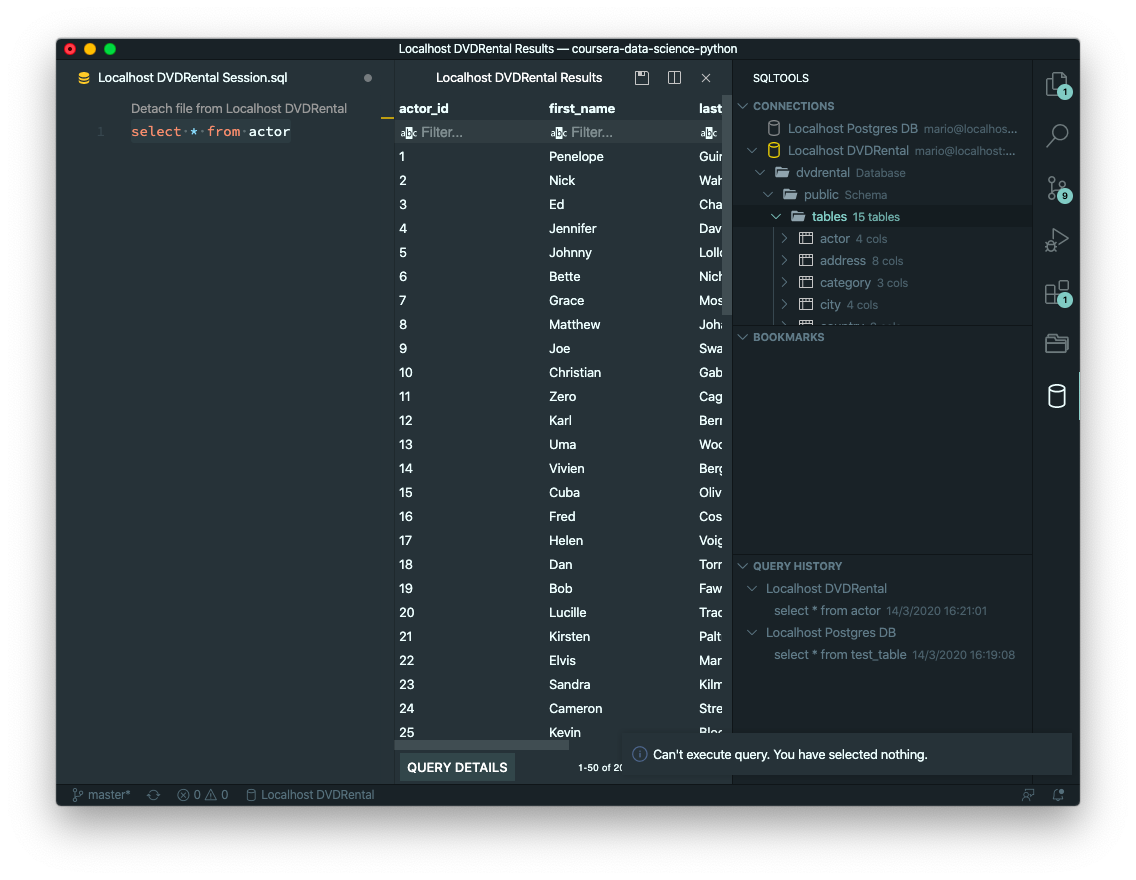 Localhost DVDRental Results — coursera-data-science-python
Localhost DVDRental Session.sql
Detach file from Localhost DVDRental
1 select * from actor
Localhost DVDRental Results
actor_id first_name last
abc Filter... abc Filter... abc
1 Penelope Guin
2 Nick Wah
3 Ed Cha
4 Jennifer Dav
5 Johnny Lollo
6 Bette Nich
7 Grace Mos
8 Matthew Joha
9 Joe Swa
10 Christian Gab
11 Zero Cag
12 Karl Berr
13 Uma Woo
14 Vivien Berg
15 Cuba Oliv
16 Fred Cos
17 Helen Voig
18 Dan Torr
19 Bob Faw
20 Lucille Trac
21 Kirsten Palt
22 Elvis Mar
23 Sandra Kilm
24 Cameron Stre
25 Kevin
QUERY DETAILS 1-50 of 20
SQLTOOLS
CONNECTIONS
Localhost Postgres DB mario@localhos...
Localhost DVDRental mario@localhost:...
dvdrental Database
public Schema
tables 15 tables
actor 4 cols
address 8 cols
category 3 cols
city 4 cols
BOOKMARKS
QUERY HISTORY
Localhost DVDRental
select * from actor 14/3/2020 16:21:01
Localhost Postgres DB
select * from test_table 14/3/2020 16:19:08
Can't execute query. You have selected nothing.
1
9
1
master* 0 0 Localhost DVDRental